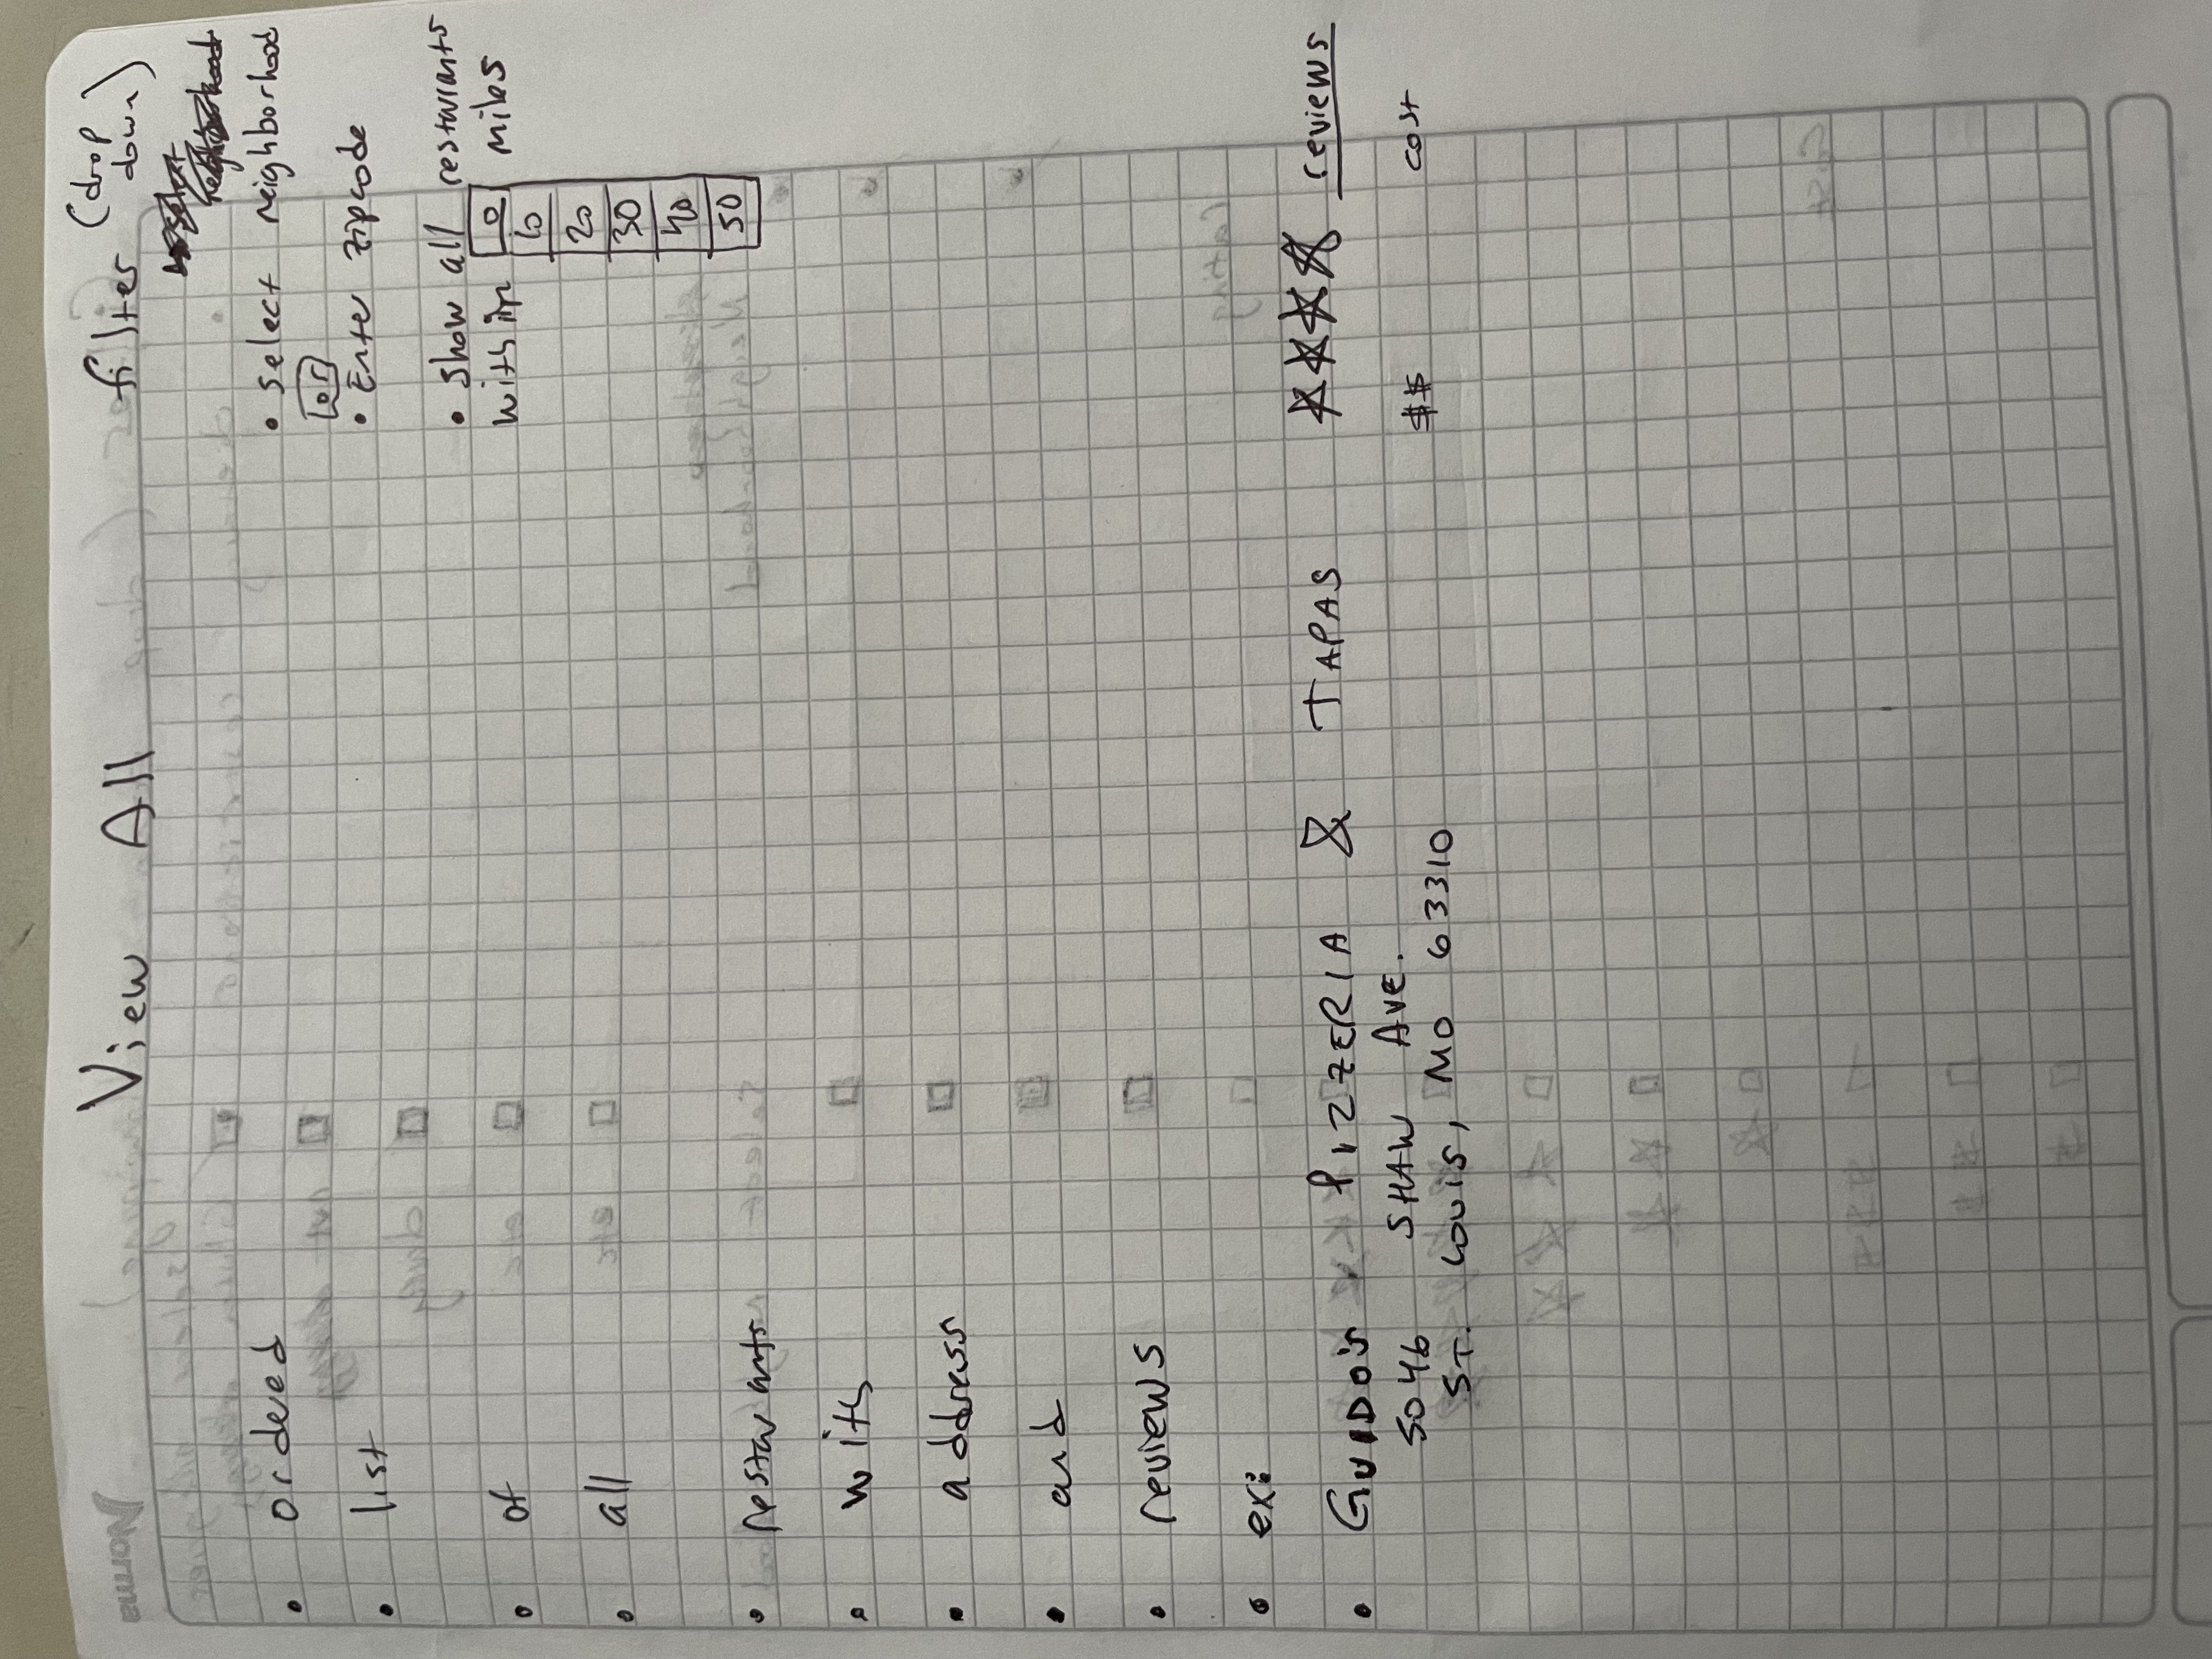 View All
filter (drop down)
• ordered
• list
• of
• all
• restaurants
• with
• address
• and
• reviews
• ex:
• select neighborhood
or
• Enter zipcode
• show all restaurants
within 0 miles
10
20
30
40
50
• GUIDO'S PIZZERIA & TAPAS ☆☆☆☆ reviews
5046 SHAW AVE. $$ cost
ST. LOUIS, MO 63310
Norma